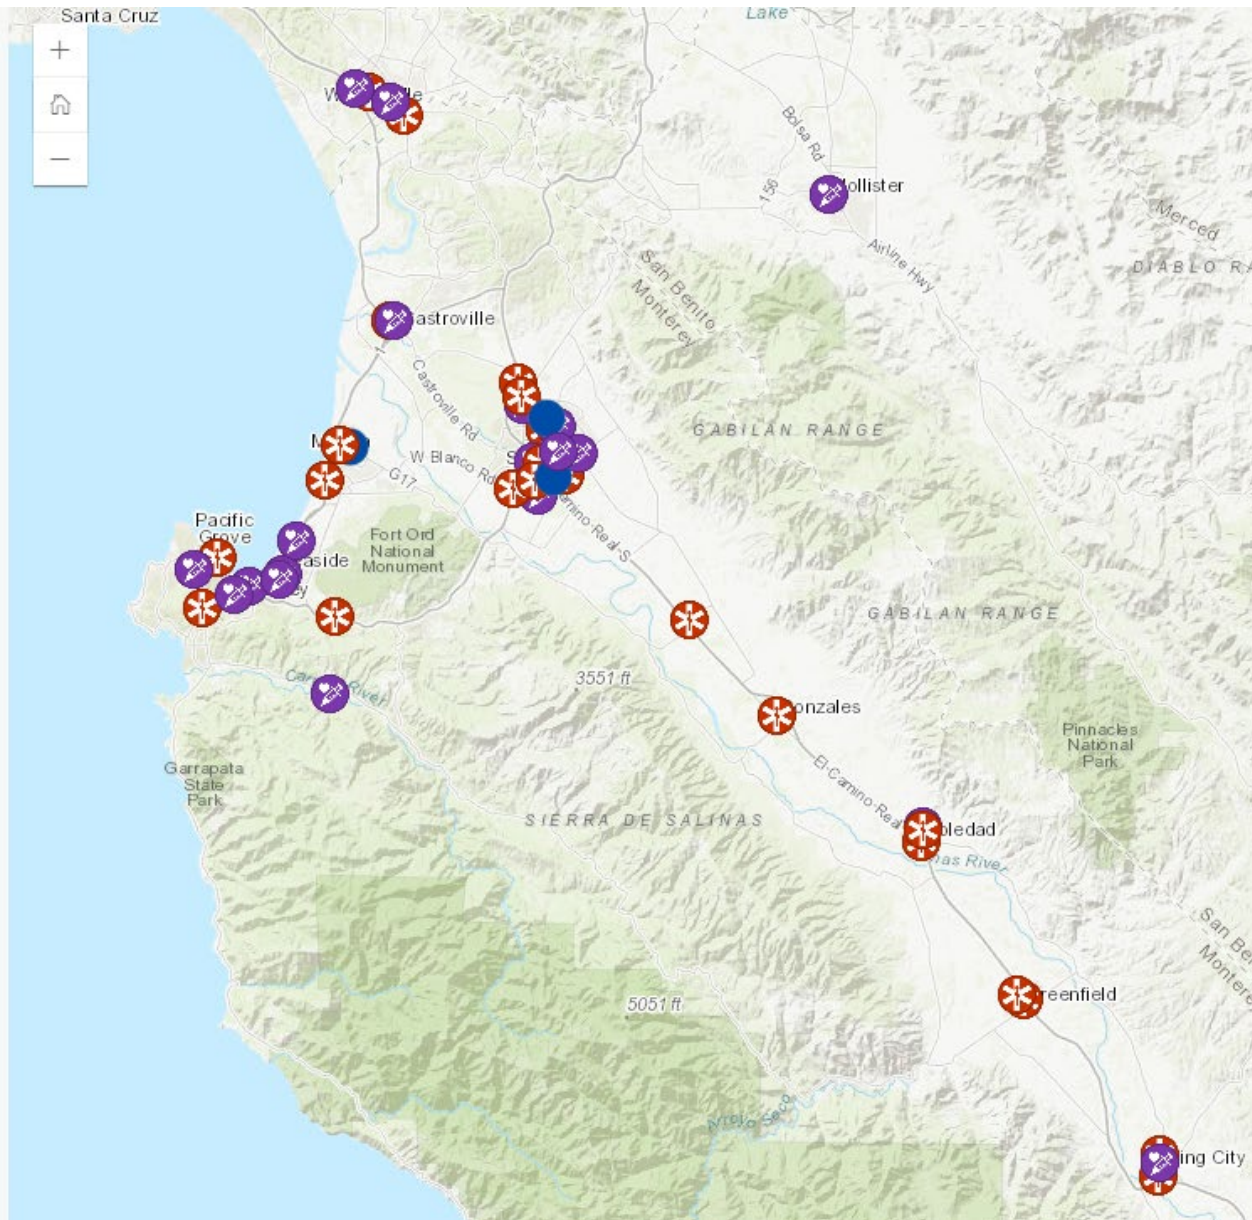 Santa Cruz
Lake
+
−
Bolsa Rd
156
ollister
Airline Hwy
Merced
DIABLO RA
San Benito
Monterey
astroville
1
Castroville Rd
GABILAN RANGE
W Blanco Rd
G17
amino-Real-S
Pacific
Grove
Fort Ord
National
Monument
aside
ey
GABILAN RANGE
3551 ft
River
onzales
Pinnacles
National
Park
Garrapata
State
Park
El-Camino-Real
SIERRA DE SALINAS
oledad
nas River
San Be
Montere
5051 ft
reenfield
Arroyo Seco
ing City